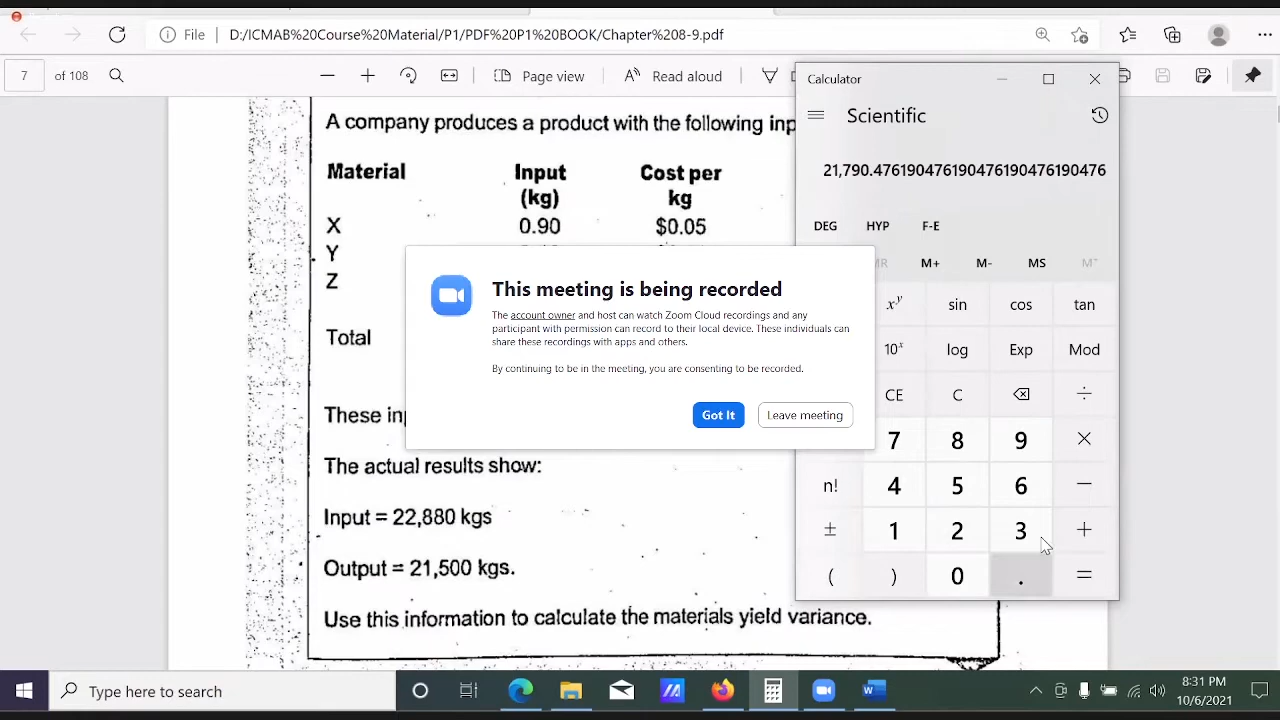 File
D:/ICMAB%20Course%20Material/P1/PDF%20P1%20BOOK/Chapter%208-9.pdf
7 of 108
Page view
Read aloud
A company produces a product with the following inp
Material Input Cost per
(kg) kg
X 0.90 $0.05
Y
Z
Total
These inp
The actual results show:
Input = 22,880 kgs
Output = 21,500 kgs.
Use this information to calculate the materials yield variance.
This meeting is being recorded
The account owner and host can watch Zoom Cloud recordings and any
participant with permission can record to their local device. These individuals can
share these recordings with apps and others.
By continuing to be in the meeting, you are consenting to be recorded.
Got It
Leave meeting
Calculator
Scientific
21,790.476190476190476190476190476
DEG HYP F-E
MR M+ M- MS
xʸ sin cos tan
10ˣ log Exp Mod
CE C ÷
7 8 9 ×
n! 4 5 6 −
± 1 2 3 +
( ) 0 . =
Type here to search
8:31 PM
10/6/2021